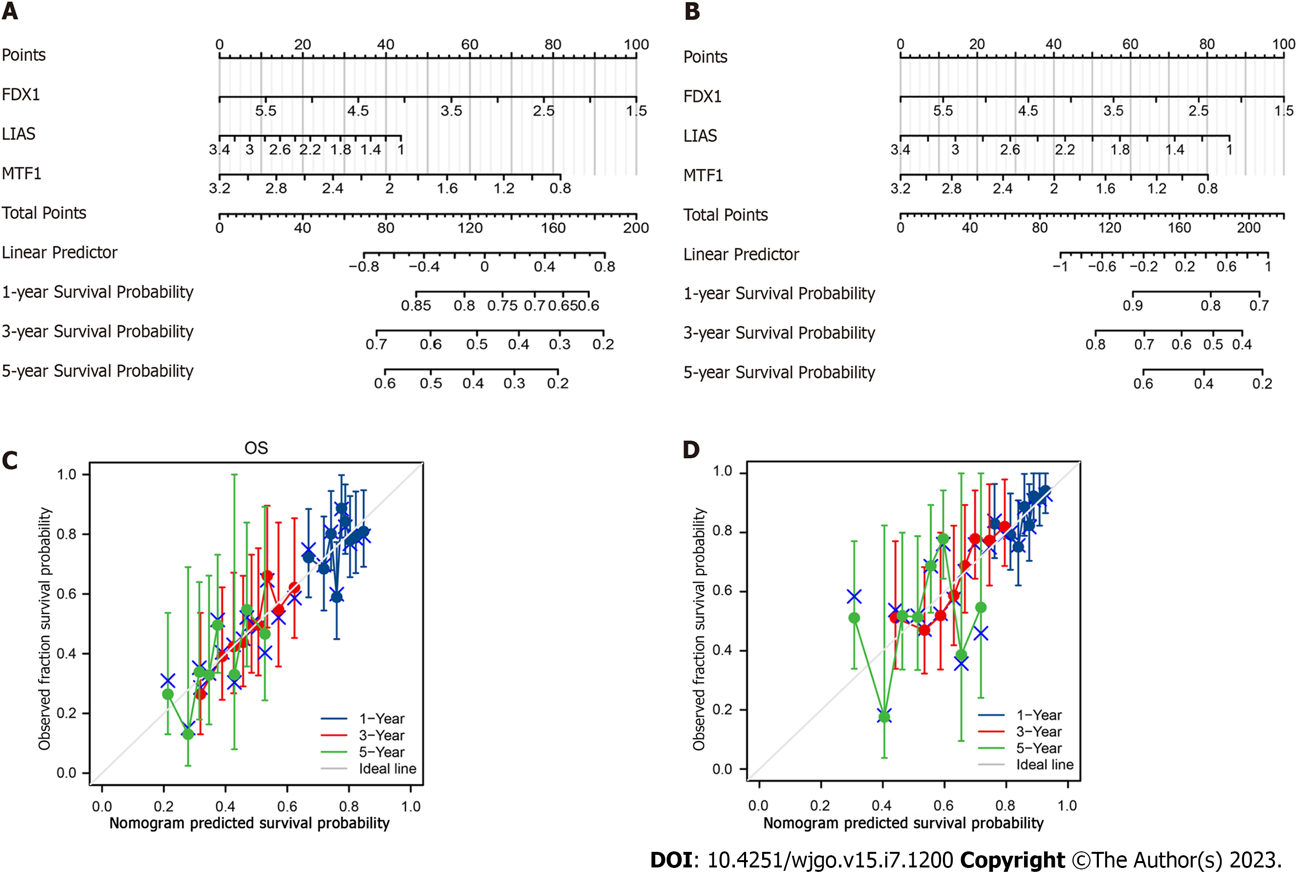 A
Points
0 20 40 60 80 100
FDX1
5.5 4.5 3.5 2.5 1.5
LIAS
3.4 3 2.6 2.2 1.8 1.4 1
MTF1
3.2 2.8 2.4 2 1.6 1.2 0.8
Total Points
0 40 80 120 160 200
Linear Predictor
−0.8 −0.4 0 0.4 0.8
1-year Survival Probability
0.85 0.8 0.75 0.7 0.65 0.6
3-year Survival Probability
0.7 0.6 0.5 0.4 0.3 0.2
5-year Survival Probability
0.6 0.5 0.4 0.3 0.2
B
Points
0 20 40 60 80 100
FDX1
5.5 4.5 3.5 2.5 1.5
LIAS
3.4 3 2.6 2.2 1.8 1.4 1
MTF1
3.2 2.8 2.4 2 1.6 1.2 0.8
Total Points
0 40 80 120 160 200
Linear Predictor
−1 −0.6 −0.2 0.2 0.6 1
1-year Survival Probability
0.9 0.8 0.7
3-year Survival Probability
0.8 0.7 0.6 0.5 0.4
5-year Survival Probability
0.6 0.4 0.2
C
OS
Observed fraction survival probability
1.0
0.8
0.6
0.4
0.2
0.0
1−Year
3−Year
5−Year
Ideal line
0.0 0.2 0.4 0.6 0.8 1.0
Nomogram predicted survival probability
D
Observed fraction survival probability
1.0
0.8
0.6
0.4
0.2
0.0
1−Year
3−Year
5−Year
Ideal line
0.0 0.2 0.4 0.6 0.8 1.0
Nomogram predicted survival probability
DOI: 10.4251/wjgo.v15.i7.1200 Copyright ©The Author(s) 2023.